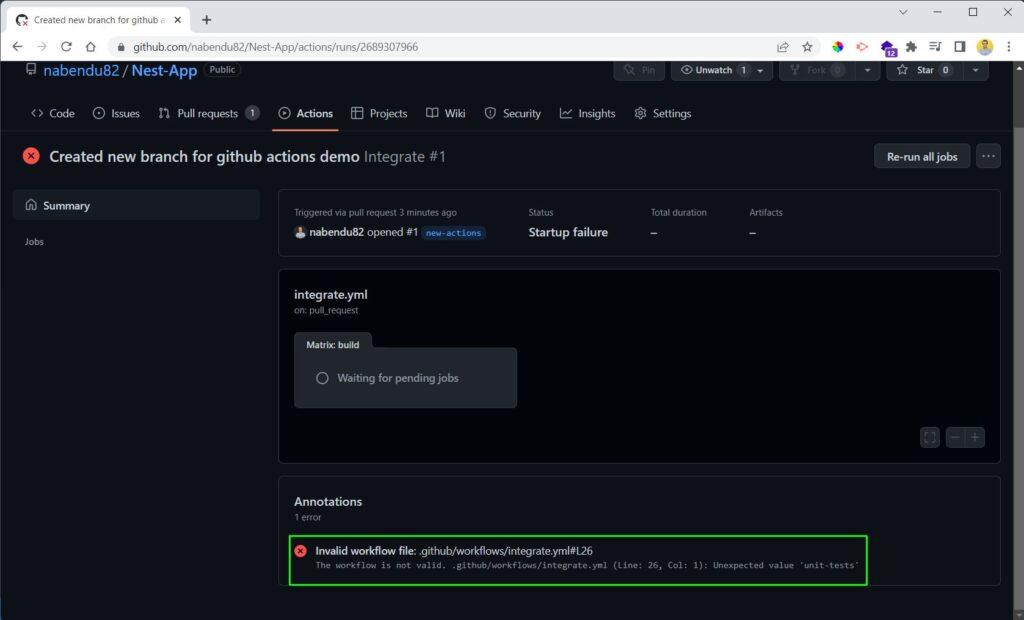 Created new branch for github a
github.com/nabendu82/Nest-App/actions/runs/2689307966
12
nabendu82 / Nest-App Public
Pin
Unwatch 1
Fork 0
Star 0
Code
Issues
Pull requests 1
Actions
Projects
Wiki
Security
Insights
Settings
Created new branch for github actions demo Integrate #1
Re-run all jobs
Summary
Jobs
Triggered via pull request 3 minutes ago
nabendu82 opened #1 new-actions
Status
Startup failure
Total duration
–
Artifacts
–
integrate.yml
on: pull_request
Matrix: build
Waiting for pending jobs
Annotations
1 error
Invalid workflow file: .github/workflows/integrate.yml#L26
The workflow is not valid. .github/workflows/integrate.yml (Line: 26, Col: 1): Unexpected value 'unit-tests'